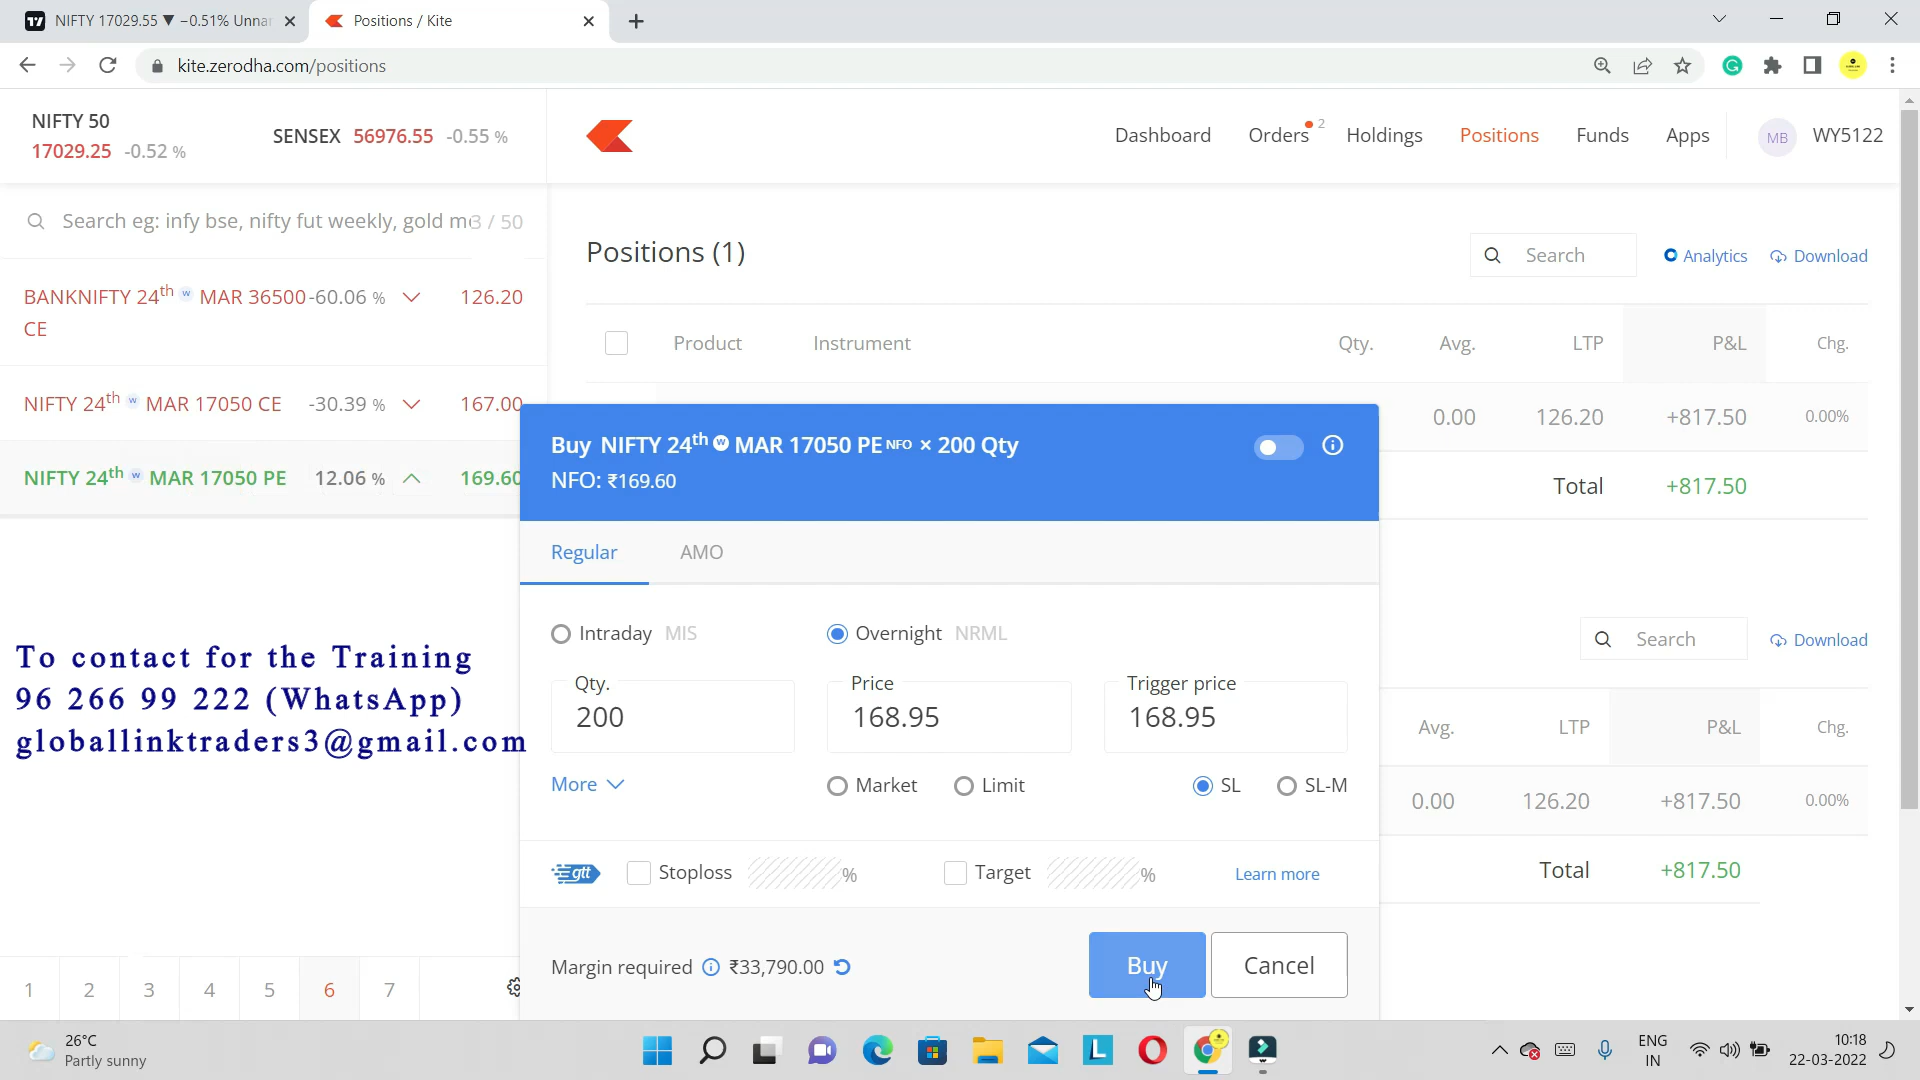 NIFTY 17029.55 ▼ −0.51% Unna
Positions / Kite
kite.zerodha.com/positions
NIFTY 50
17029.25 -0.52 %
SENSEX 56976.55 -0.55 %
Dashboard Orders 2 Holdings Positions Funds Apps MB WY5122
Search eg: infy bse, nifty fut weekly, gold m 3 / 50
BANKNIFTY 24th w MAR 36500 CE -60.06 % 126.20
NIFTY 24th w MAR 17050 CE -30.39 % 167.00
NIFTY 24th w MAR 17050 PE 12.06 % 169.60
Positions (1)
Search Analytics Download
Product Instrument Qty. Avg. LTP P&L Chg.
0.00 126.20 +817.50 0.00%
Total +817.50
Buy NIFTY 24th w MAR 17050 PE NFO × 200 Qty
NFO: ₹169.60
Regular AMO
Intraday MIS Overnight NRML
Qty. Price Trigger price
200 168.95 168.95
More Market Limit SL SL-M
gtt Stoploss % Target % Learn more
Margin required ₹33,790.00
Buy Cancel
Search Download
Avg. LTP P&L Chg.
0.00 126.20 +817.50 0.00%
Total +817.50
To contact for the Training
96 266 99 222 (WhatsApp)
globallinktraders3@gmail.com
1 2 3 4 5 6 7
26°C
Partly sunny
ENG
IN
10:18
22-03-2022